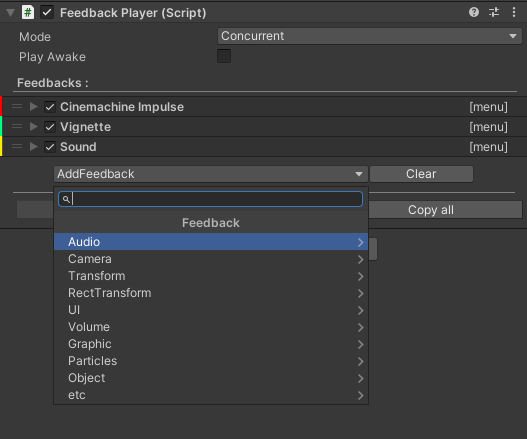 Feedback Player (Script)
Mode
Concurrent
Play Awake
Feedbacks :
Cinemachine Impulse
[menu]
Vignette
[menu]
Sound
[menu]
AddFeedback
Clear
Feedback
Copy all
Audio
Camera
Transform
RectTransform
UI
Volume
Graphic
Particles
Object
etc